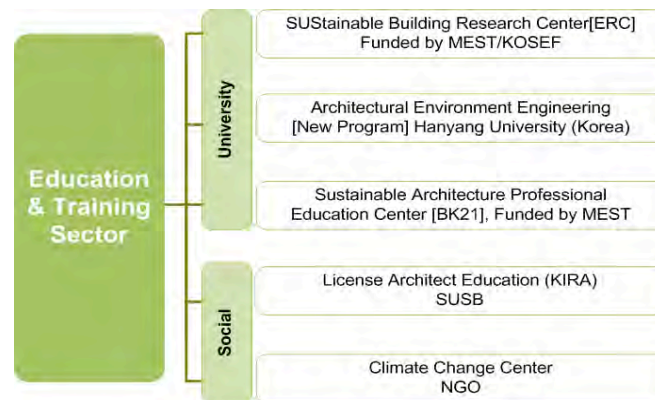 Education
& Training
Sector
University
SUStainable Building Research Center[ERC]
Funded by MEST/KOSEF
Architectural Environment Engineering
[New Program] Hanyang University (Korea)
Sustainable Architecture Professional
Education Center [BK21], Funded by MEST
Social
License Architect Education (KIRA)
SUSB
Climate Change Center
NGO